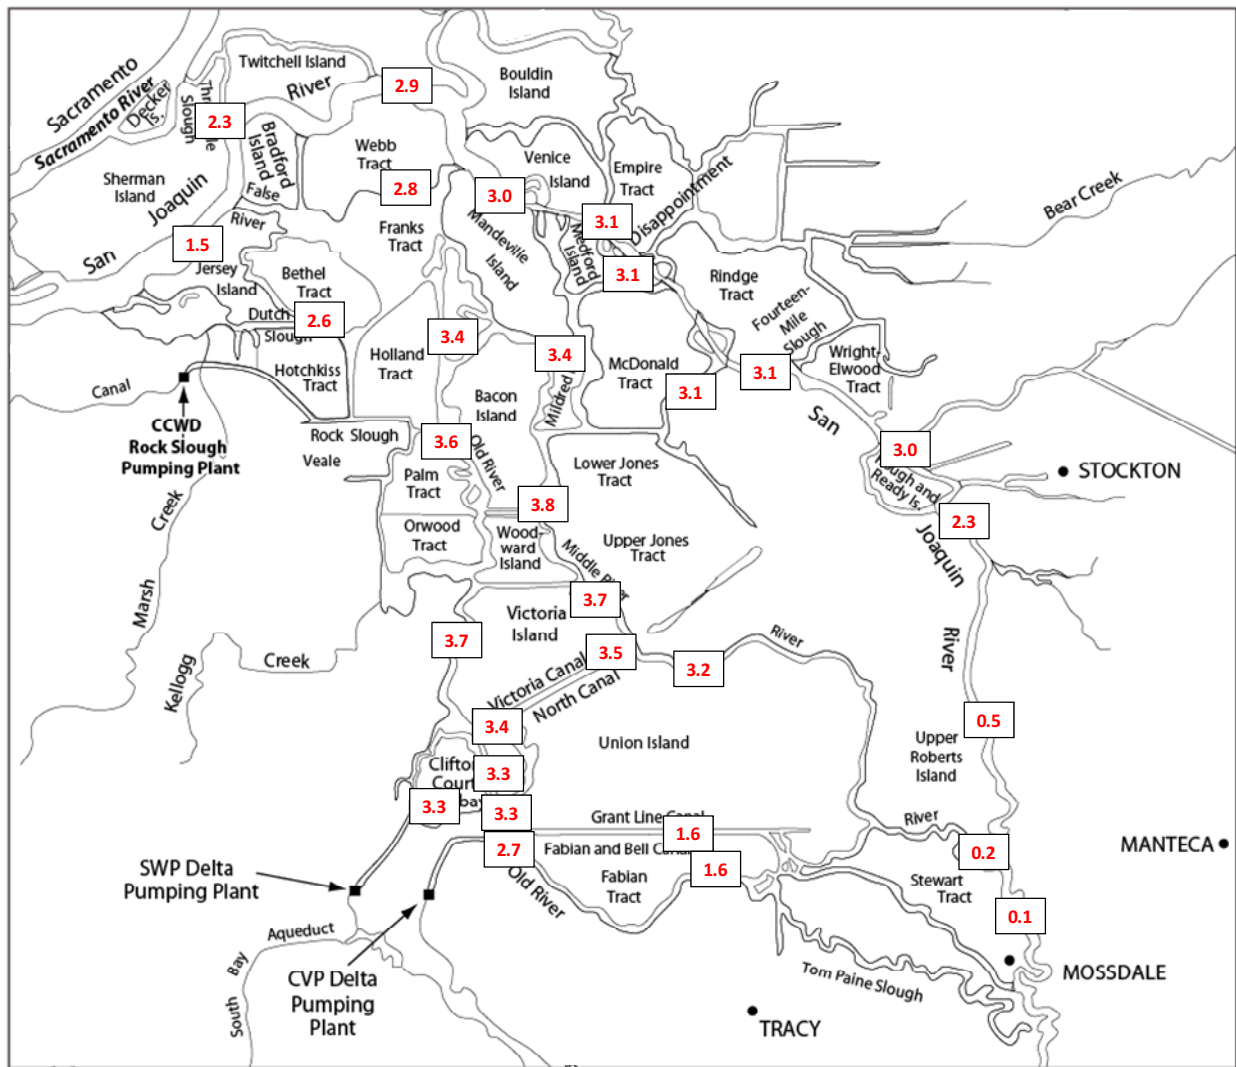 Twitchell Island
River
2.9
Bouldin
Island
Sacramento
Sacramento River
Decker
Is.
Slough
2.3
Bradford
Island
Webb
Tract
Venice
Island
Empire
Tract
Disappointment
Sherman
Island
Joaquin
False
River
2.8
3.0
3.1
Bear Creek
Franks
Tract
Mandeville
Island
Medford
Island
San
1.5
Jersey
Island
Bethel
Tract
3.1
Rindge
Tract
Fourteen-
Mile
Slough
Dutch
Slough
2.6
3.4
3.4
Holland
Tract
McDonald
Tract
3.1
3.1
Wright-
Elwood
Tract
Hotchkiss
Tract
Canal
Bacon
Island
Mildred
San
CCWD
Rock Slough
Pumping Plant
Rock Slough
3.6
Old River
3.0
STOCKTON
Veale
Palm
Tract
Lower Jones
Tract
Ready Is.
Creek
3.8
2.3
Joaquin
Orwood
Tract
Wood-
ward
Island
Middle
Upper Jones
Tract
Marsh
3.7
Victoria
Island
River
River
3.7
3.5
3.2
Creek
Kellogg
Victoria Canal
North Canal
3.4
Union Island
0.5
Upper
Roberts
Island
Court
3.3
3.3
3.3
Grant Line
1.6
River
MANTECA
2.7
Fabian and Bell
0.2
SWP Delta
Pumping Plant
Old River
Fabian
Tract
1.6
Stewart
Tract
0.1
South
Bay
Aqueduct
CVP Delta
Pumping
Plant
Tom Paine Slough
MOSSDALE
TRACY